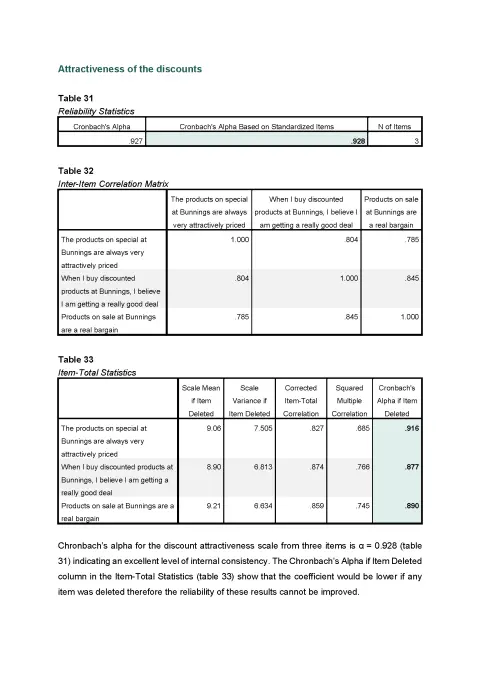 Attractiveness of the discounts
Table 31
Reliability Statistics
Cronbach's Alpha Cronbach's Alpha Based on Standardized Items N of Items
.927 .928 3
Table 32
Inter-Item Correlation Matrix
The products on special When I buy discounted Products on sale
at Bunnings are always products at Bunnings, I believe I at Bunnings are
very attractively priced am getting a really good deal a real bargain
The products on special at 1.000 .804 .785
Bunnings are always very
attractively priced
When I buy discounted .804 1.000 .845
products at Bunnings, I believe
I am getting a really good deal
Products on sale at Bunnings .785 .845 1.000
are a real bargain
Table 33
Item-Total Statistics
Scale Mean Scale Corrected Squared Cronbach's
if Item Variance if Item-Total Multiple Alpha if Item
Deleted Item Deleted Correlation Correlation Deleted
The products on special at 9.06 7.505 .827 .685 .916
Bunnings are always very
attractively priced
When I buy discounted products at 8.90 6.813 .874 .766 .877
Bunnings, I believe I am getting a
really good deal
Products on sale at Bunnings are a 9.21 6.634 .859 .745 .890
real bargain
Chronbach's alpha for the discount attractiveness scale from three items is α = 0.928 (table
31) indicating an excellent level of internal consistency. The Chronbach's Alpha if Item Deleted
column in the Item-Total Statistics (table 33) show that the coefficient would be lower if any
item was deleted therefore the reliability of these results cannot be improved.